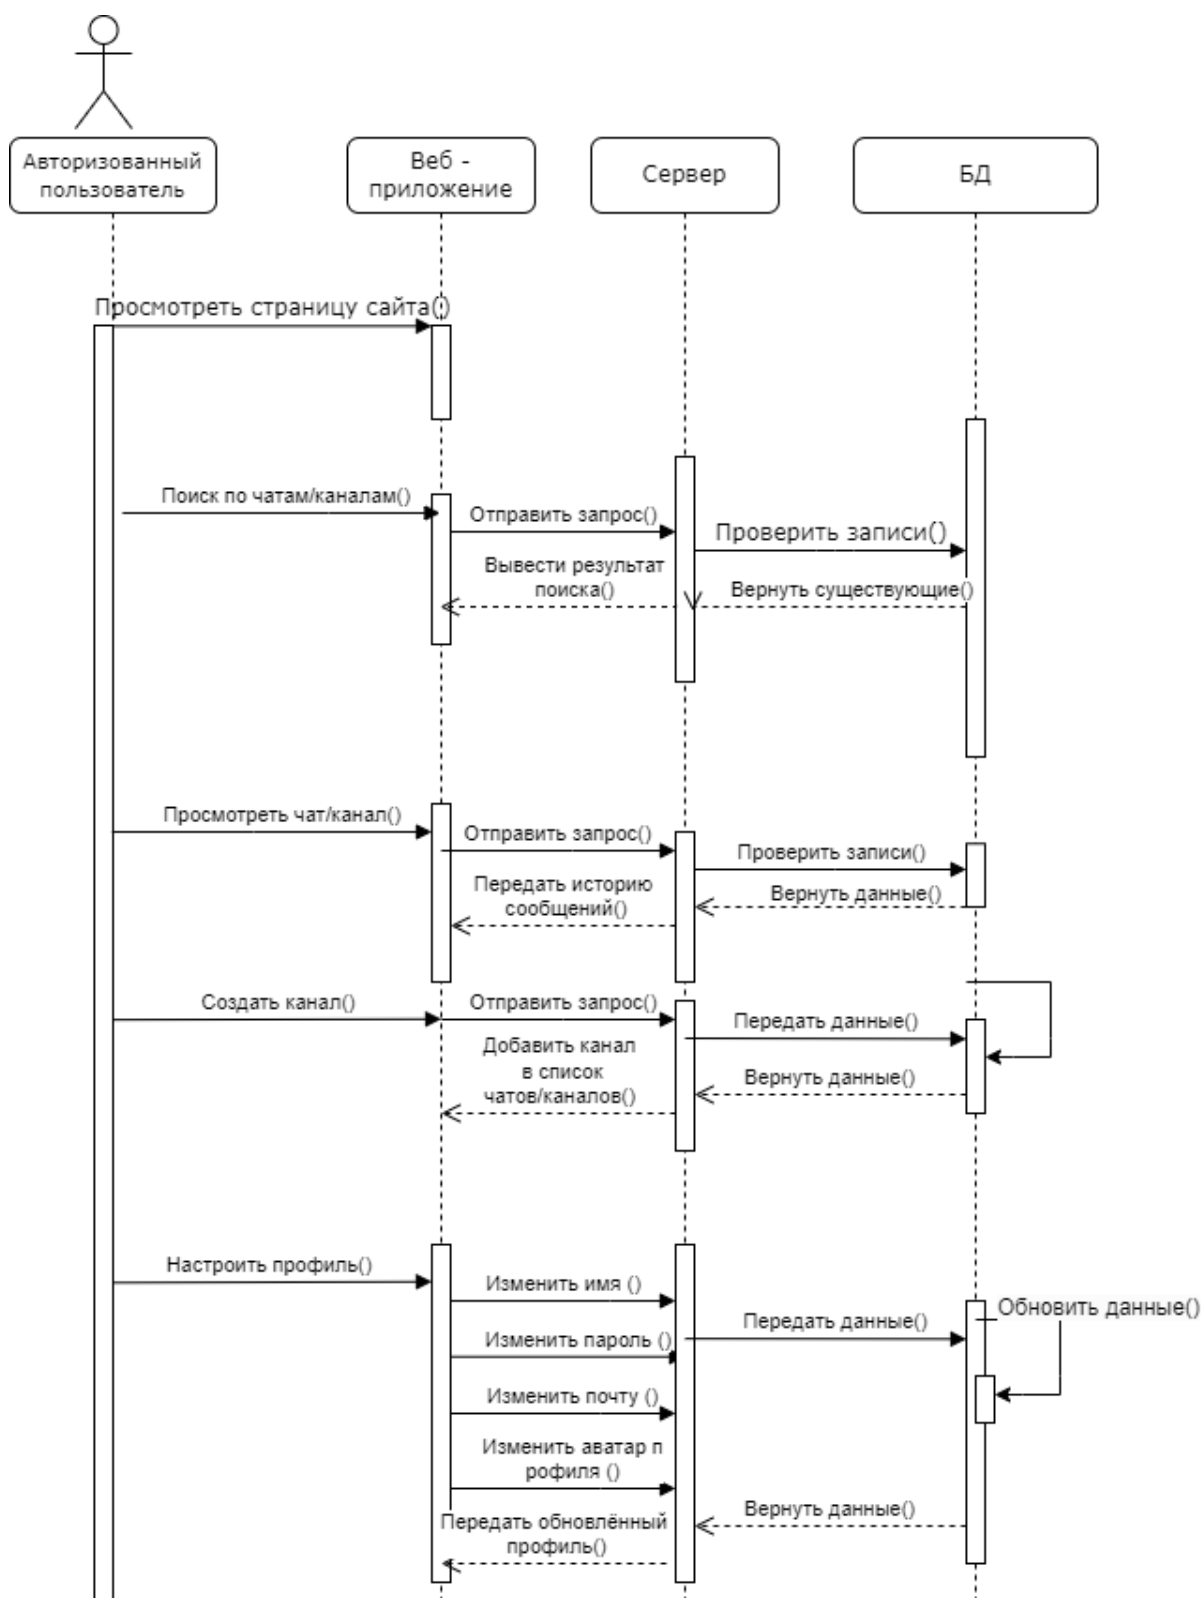 Авторизованный
пользователь
Веб -
приложение
Сервер
БД
Просмотреть страницу сайта()
Поиск по чатам/каналам()
Отправить запрос()
Проверить записи()
Вывести результат
поиска()
Вернуть существующие()
Просмотреть чат/канал()
Отправить запрос()
Проверить записи()
Передать историю
сообщений()
Вернуть данные()
Создать канал()
Отправить запрос()
Передать данные()
Добавить канал
в список
чатов/каналов()
Вернуть данные()
Настроить профиль()
Изменить имя ()
Передать данные()
Обновить данные()
Изменить пароль ()
Изменить почту ()
Изменить аватар п
рофиля ()
Вернуть данные()
Передать обновлённый
профиль()